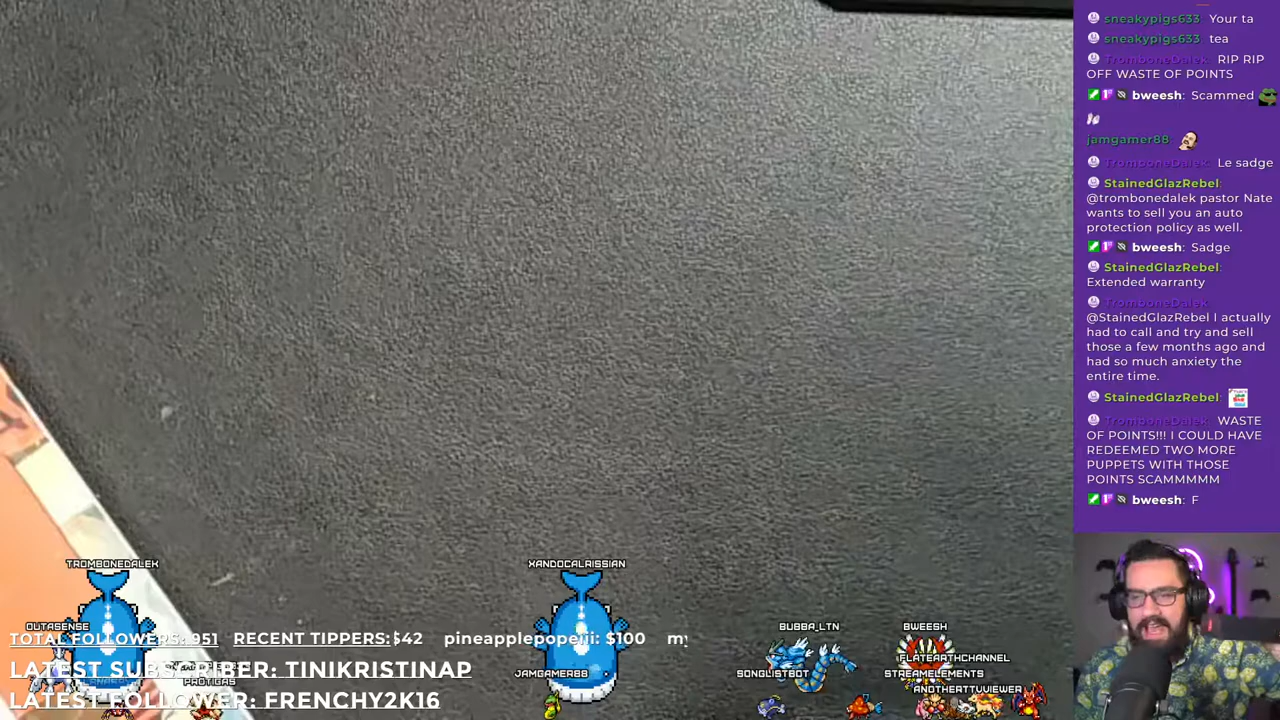 sneakypigs633 Your ta
sneakypigs633 tea
TromboneDalek: RIP RIP
OFF WASTE OF POINTS
bweesh: Scammed
jamgamer88:
TromboneDalek: Le sadge
StainedGlazRebel:
@trombonedalek pastor Nate
wants to sell you an auto
protection policy as well.
bweesh: Sadge
StainedGlazRebel:
Extended warranty
TromboneDalek:
@StainedGlazRebel I actually
had to call and try and sell
those a few months ago and
had so much anxiety the
entire time.
StainedGlazRebel:
TromboneDalek: WASTE
OF POINTS!!! I COULD HAVE
REDEEMED TWO MORE
PUPPETS WITH THOSE
POINTS SCAMMMMM
bweesh: F
TROMBONEDALEK
XANDOCALRISSIAN
OUTASENSE
BUBBA_LTN
BWEESH
TOTAL FOLLOWERS: 951 RECENT TIPPERS: $42 pineapplepopeiii: $100 my
FLATEARTHCHANNEL
JAMGAMER88
SONGLISTBOT
STREAMELEMENTS
LATEST SUBSCRIBER: TINIKRISTINAP
ANOTHERTTVVIEWER
LATEST FOLLOWER: FRENCHY2K16